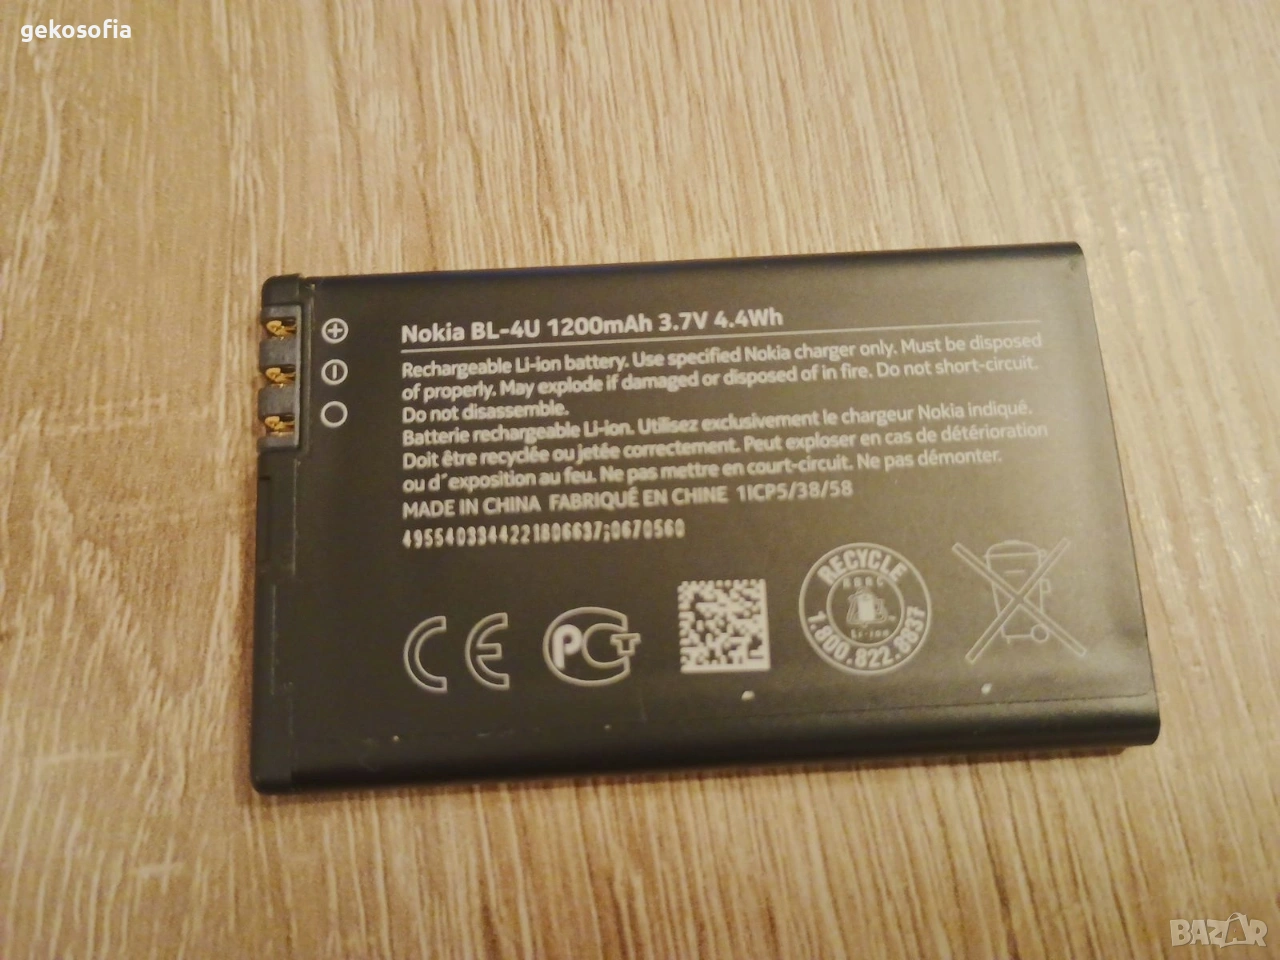 gekosofia
Nokia BL-4U 1200mAh 3.7V 4.4Wh
Rechargeable Li-ion battery. Use specified Nokia charger only. Must be disposed
of properly. May explode if damaged or disposed of in fire. Do not short-circuit.
Do not disassemble.
Batterie rechargeable Li-ion. Utilisez exclusivement le chargeur Nokia indiqué.
Doit être recyclée ou jetée correctement. Peut exploser en cas de détérioration
ou d'exposition au feu. Ne pas mettre en court-circuit. Ne pas démonter.
MADE IN CHINA FABRIQUÉ EN CHINE 1ICP5/38/58
4955403344221806637;0670560
CE
PCT
RECYCLE
RBRC
Li-ion
1.800.822.8837
BAZAR